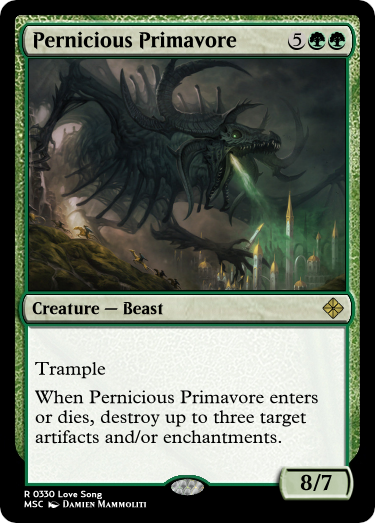 Pernicious Primavore 5
Creature — Beast
Trample
When Pernicious Primavore enters
or dies, destroy up to three target
artifacts and/or enchantments.
8/7
R 0330 Love Song
MSC Damien Mammoliti